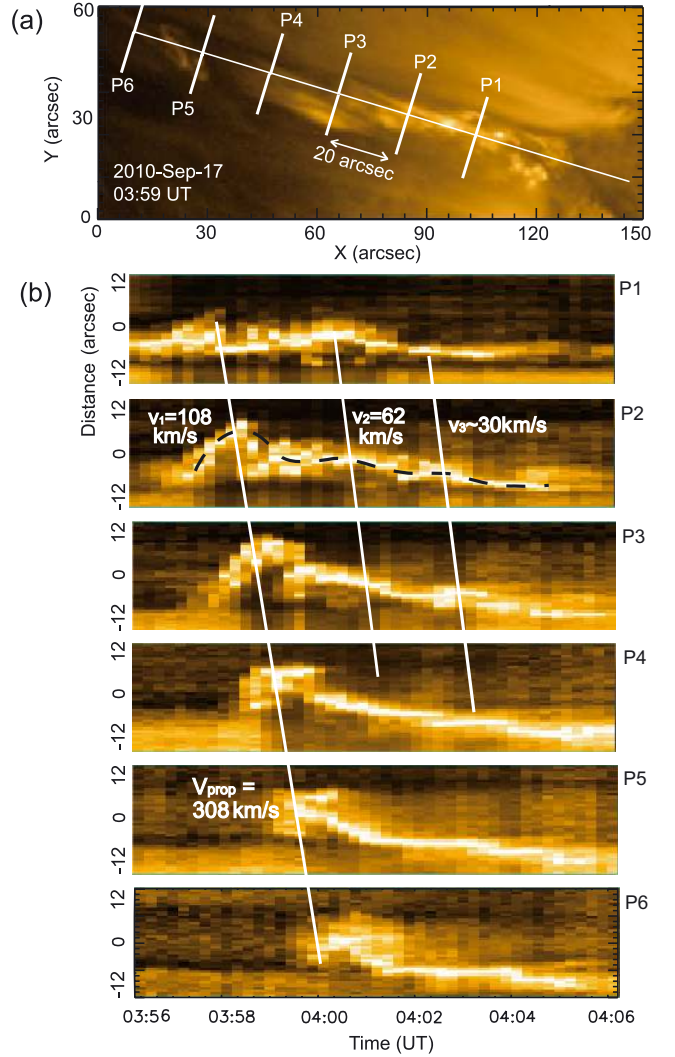 (a)
60
30
0
Y (arcsec)
P6
P5
P4
P3
P2
P1
20 arcsec
2010-Sep-17
03:59 UT
0
30
60
90
120
150
X (arcsec)
(b)
Distance (arcsec)
12
0
-12
P1
12
0
-12
v₁=108
km/s
v₂=62
km/s
v₃~30km/s
P2
12
0
-12
P3
12
0
-12
P4
12
0
-12
Vprop =
308 km/s
P5
12
0
-12
P6
03:56
03:58
04:00
04:02
04:04
04:06
Time (UT)